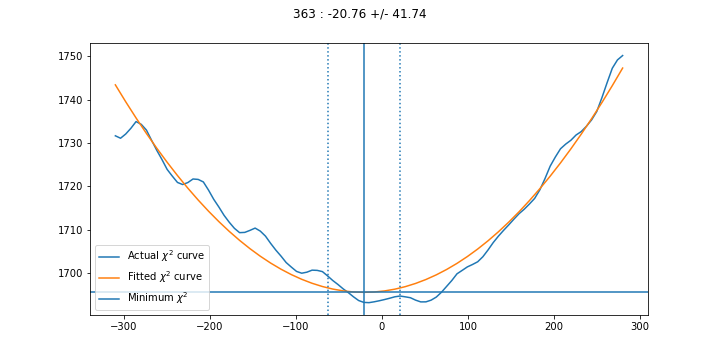 363 : -20.76 +/- 41.74
1750
1740
1730
1720
1710
1700
Actual χ² curve
Fitted χ² curve
Minimum χ²
−300 −200 −100 0 100 200 300